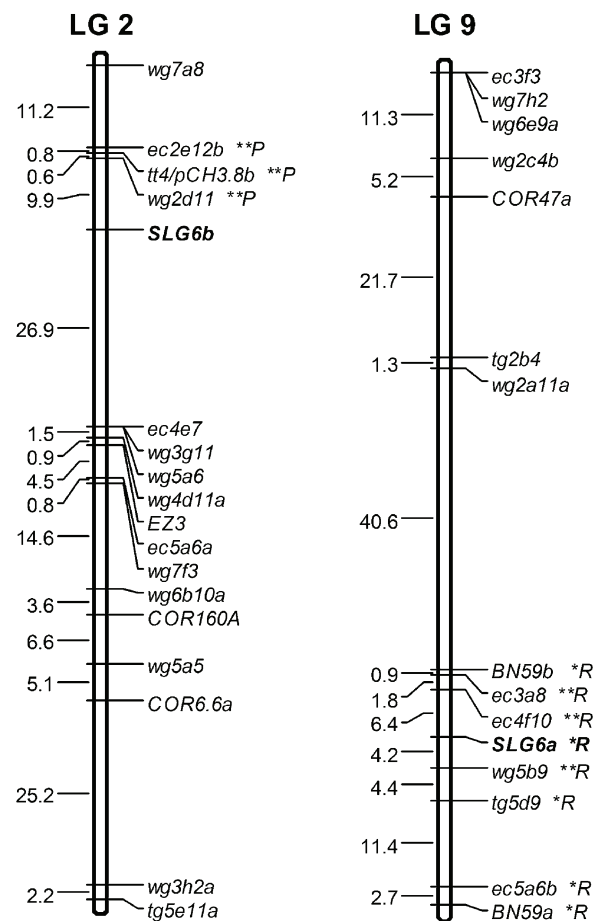 LG 2
wg7a8
11.2
ec2e12b **P
0.8
tt4/pCH3.8b **P
0.6
wg2d11 **P
9.9
SLG6b
26.9
ec4e7
1.5
wg3g11
0.9
wg5a6
4.5
wg4d11a
0.8
EZ3
14.6
ec5a6a
wg7f3
wg6b10a
3.6
COR160A
6.6
wg5a5
5.1
COR6.6a
25.2
wg3h2a
2.2
tg5e11a
LG 9
ec3f3
wg7h2
11.3
wg6e9a
wg2c4b
5.2
COR47a
21.7
tg2b4
1.3
wg2a11a
40.6
BN59b *R
0.9
ec3a8 **R
1.8
ec4f10 **R
6.4
SLG6a *R
4.2
wg5b9 **R
4.4
tg5d9 *R
11.4
ec5a6b *R
2.7
BN59a *R